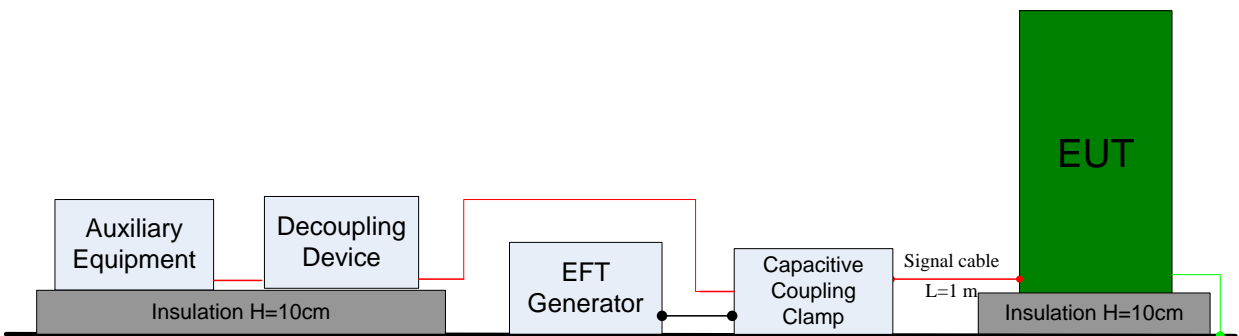 EUT
Auxiliary
Equipment
Decoupling
Device
EFT
Generator
Capacitive
Coupling
Clamp
Signal cable
L=1 m
Insulation H=10cm
Insulation H=10cm